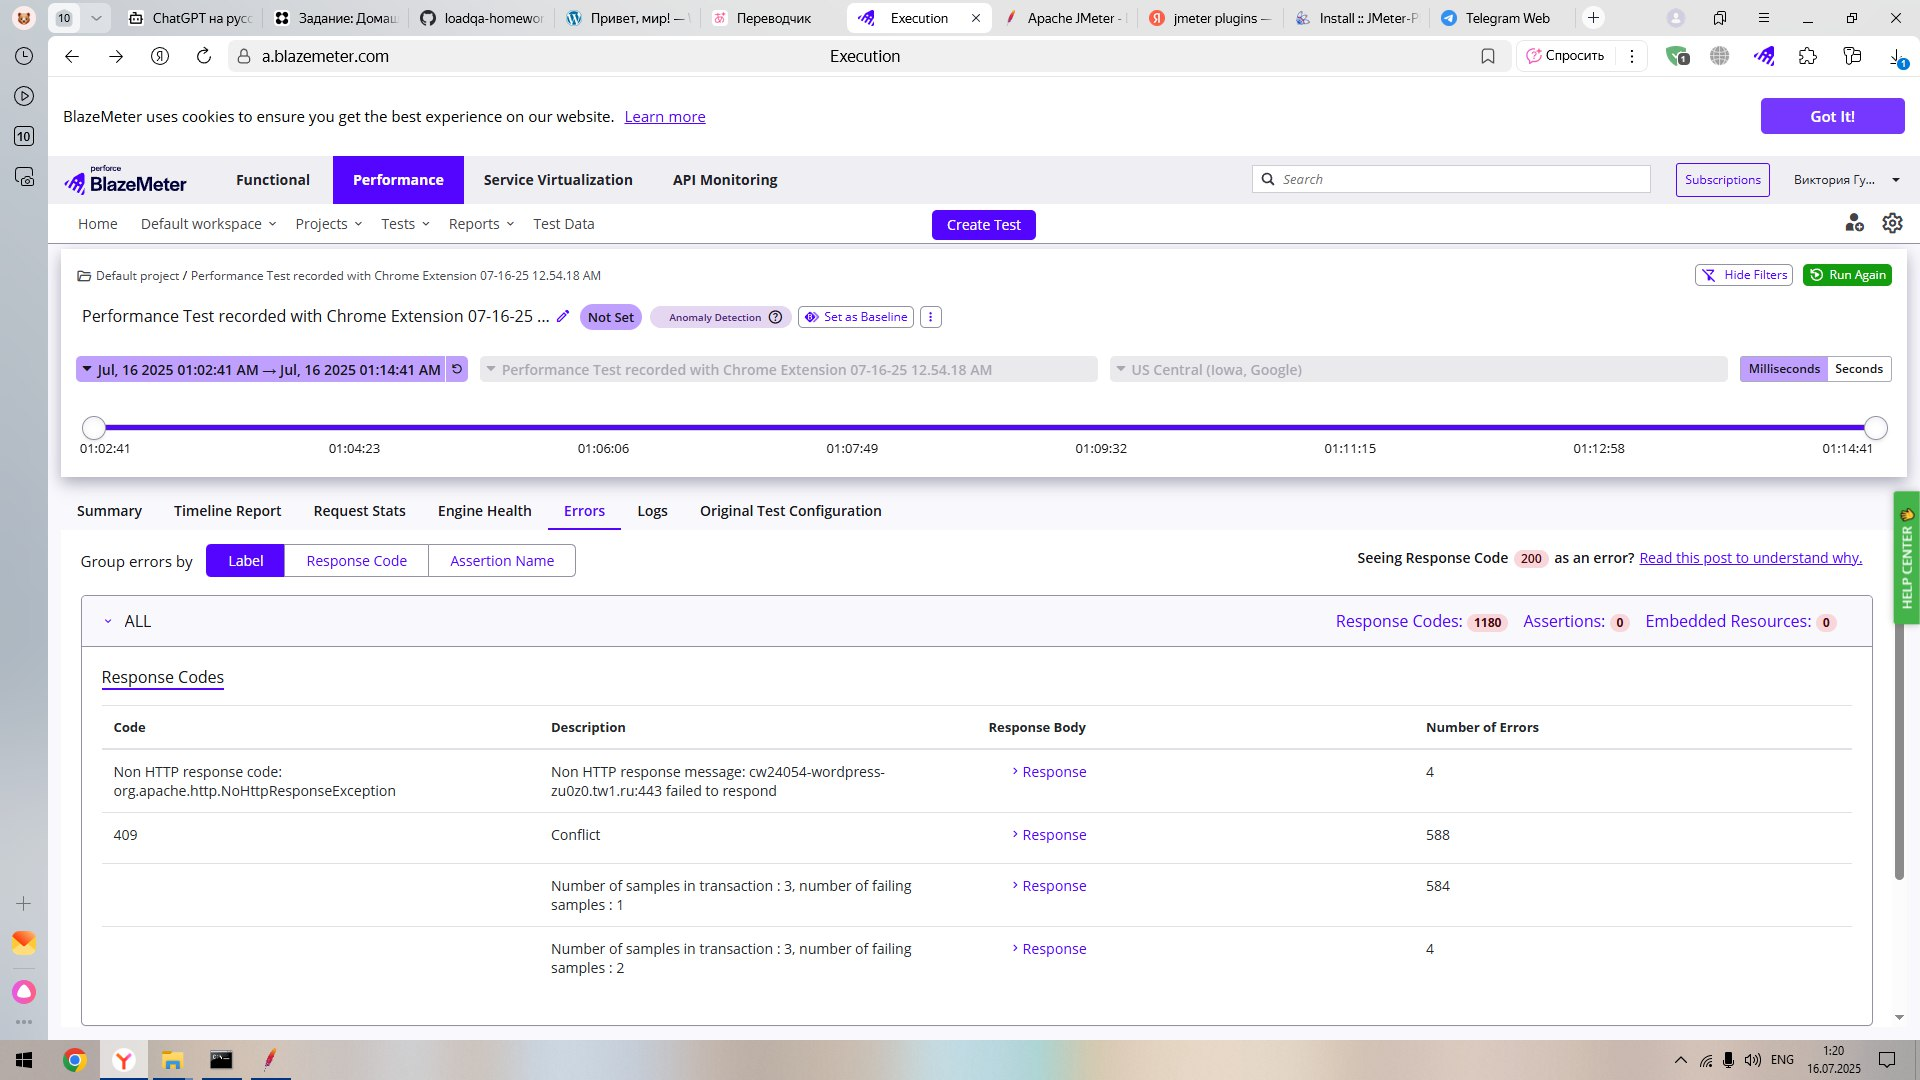 10
ChatGPT на русс
Задание: Домаш
loadqa-homewor
Привет, мир! —
Переводчик
Execution
Apache JMeter -
jmeter plugins —
Install :: JMeter-P
Telegram Web
a.blazemeter.com
Execution
Спросить
1
1
10
BlazeMeter uses cookies to ensure you get the best experience on our website. Learn more
Got It!
perforce
BlazeMeter
Functional
Performance
Service Virtualization
API Monitoring
Search
Subscriptions
Виктория Гу...
Home
Default workspace
Projects
Tests
Reports
Test Data
Create Test
Default project / Performance Test recorded with Chrome Extension 07-16-25 12.54.18 AM
Hide Filters
Run Again
Performance Test recorded with Chrome Extension 07-16-25 ...
Not Set
Anomaly Detection
Set as Baseline
Jul, 16 2025 01:02:41 AM → Jul, 16 2025 01:14:41 AM
Performance Test recorded with Chrome Extension 07-16-25 12.54.18 AM
US Central (Iowa, Google)
Milliseconds
Seconds
01:02:41
01:04:23
01:06:06
01:07:49
01:09:32
01:11:15
01:12:58
01:14:41
Summary
Timeline Report
Request Stats
Engine Health
Errors
Logs
Original Test Configuration
HELP CENTER
Group errors by
Label
Response Code
Assertion Name
Seeing Response Code 200 as an error? Read this post to understand why.
ALL
Response Codes: 1180
Assertions: 0
Embedded Resources: 0
Response Codes
Code
Description
Response Body
Number of Errors
Non HTTP response code:
org.apache.http.NoHttpResponseException
Non HTTP response message: cw24054-wordpress-
zu0z0.tw1.ru:443 failed to respond
Response
4
409
Conflict
Response
588
Number of samples in transaction : 3, number of failing
samples : 1
Response
584
Number of samples in transaction : 3, number of failing
samples : 2
Response
4
ENG
1:20
16.07.2025